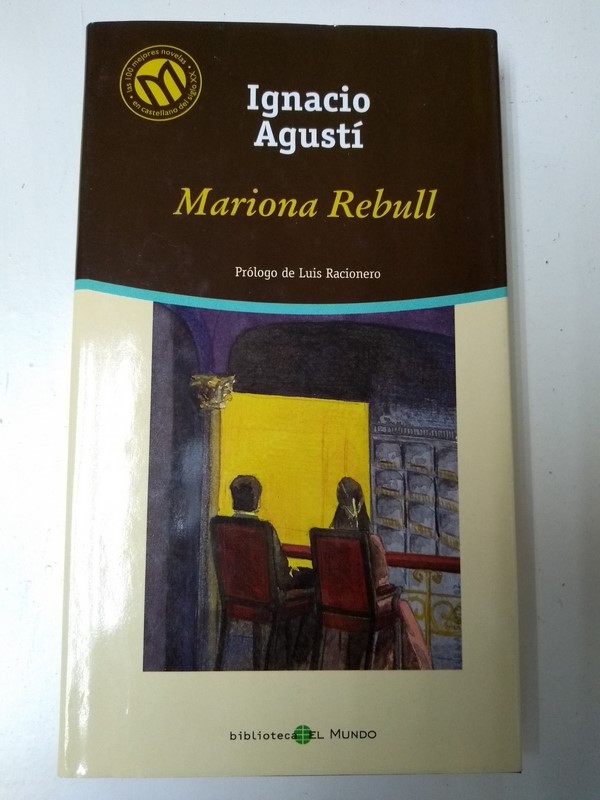 las 100 mejores novelas
en castellano del siglo XX
Ignacio
Agustí
Mariona Rebull
Prólogo de Luis Racionero
biblioteca EL MUNDO